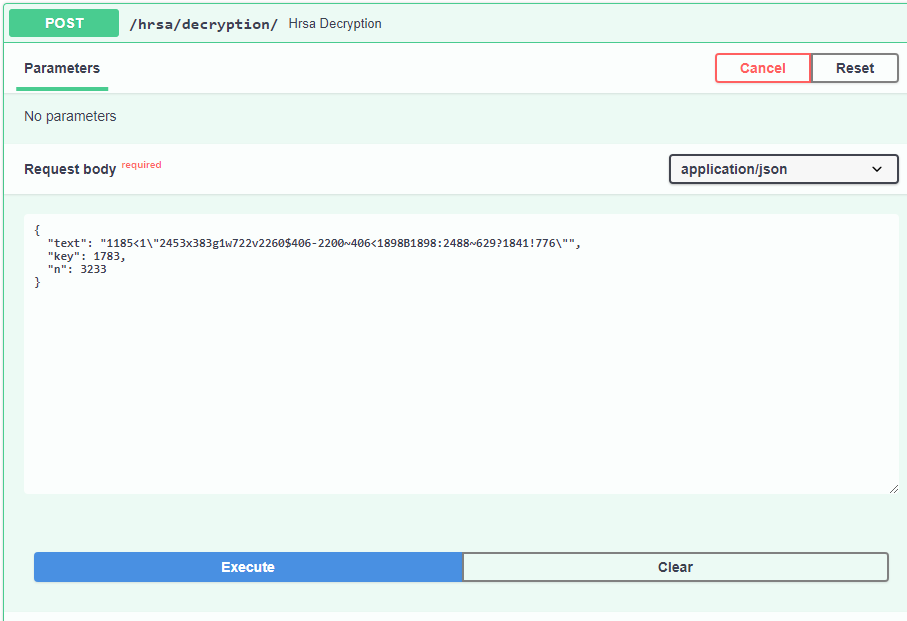 POST /hrsa/decryption/ Hrsa Decryption
Parameters Cancel Reset
No parameters
Request body required application/json
{
  "text": "1185<1\"2453x383g1w722v2260$406-2200~406<1898B1898:2488~629?1841!776\"",
  "key": 1783,
  "n": 3233
}
Execute Clear